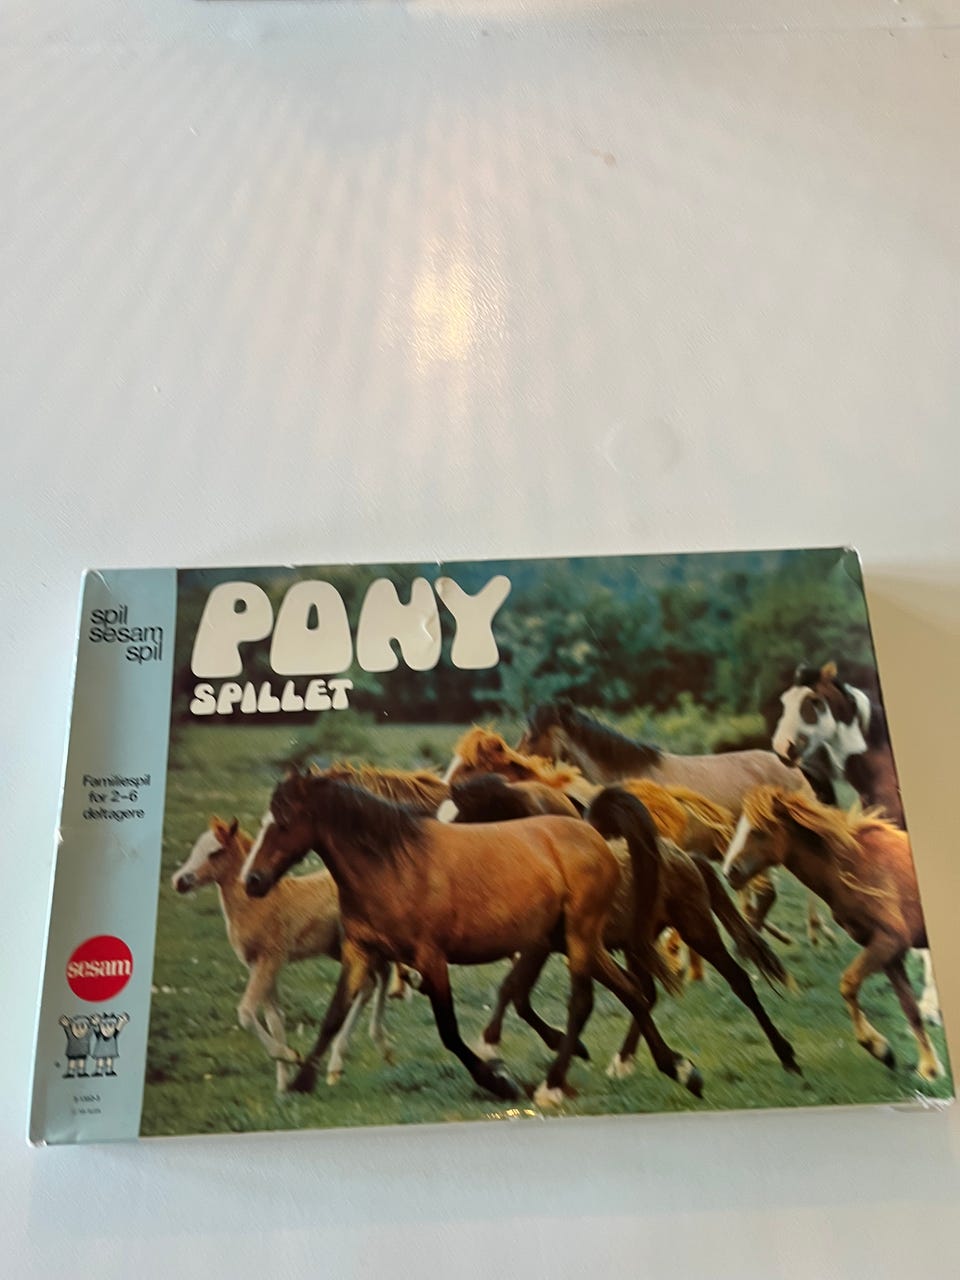 spil
sesam
spil
PONY
SPILLET
Familiespil
for 2-6
deltagere
sesam